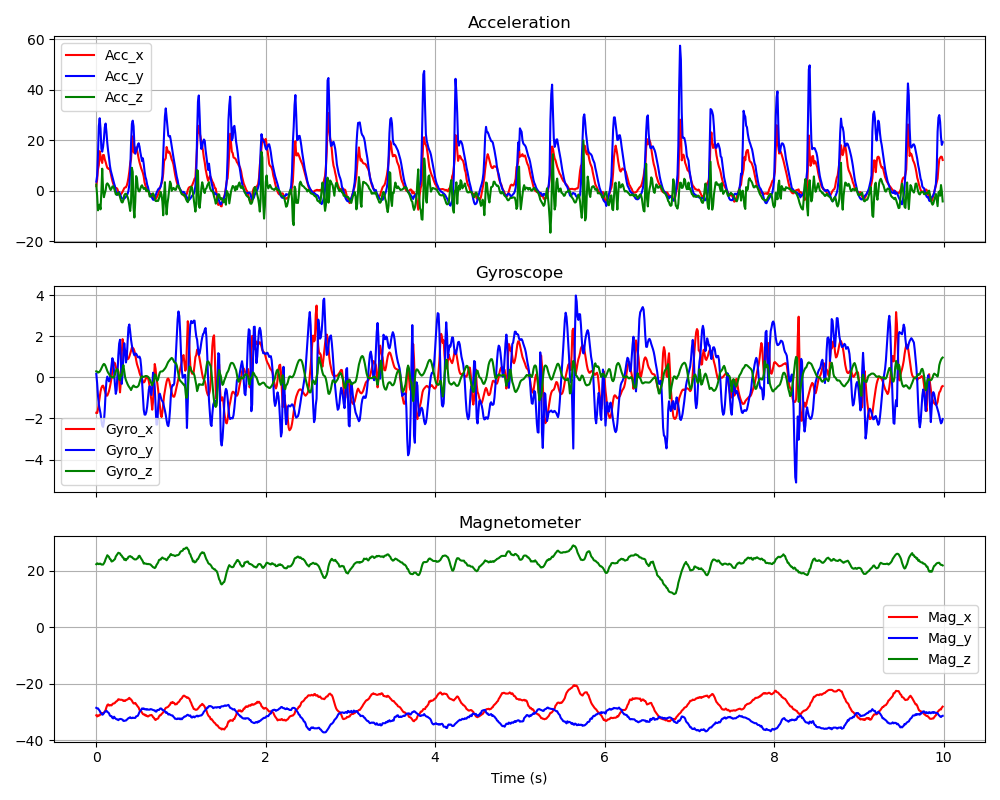 Acceleration
60
40
20
0
−20
Acc_x
Acc_y
Acc_z
Gyroscope
4
2
0
−2
−4
Gyro_x
Gyro_y
Gyro_z
Magnetometer
20
0
−20
−40
Mag_x
Mag_y
Mag_z
0 2 4 6 8 10
Time (s)